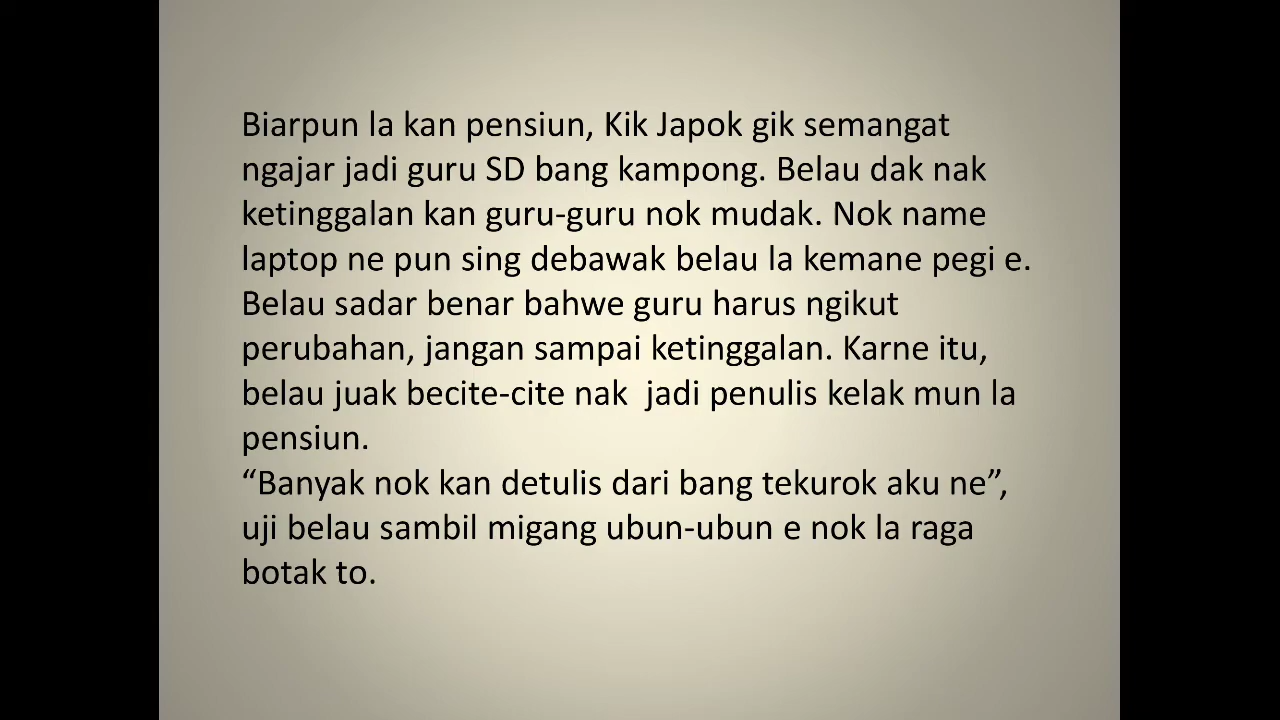 Biarpun la kan pensiun, Kik Japok gik semangat
ngajar jadi guru SD bang kampong. Belau dak nak
ketinggalan kan guru-guru nok mudak. Nok name
laptop ne pun sing debawak belau la kemane pegi e.
Belau sadar benar bahwe guru harus ngikut
perubahan, jangan sampai ketinggalan. Karne itu,
belau juak becite-cite nak  jadi penulis kelak mun la
pensiun.
“Banyak nok kan detulis dari bang tekurok aku ne”,
uji belau sambil migang ubun-ubun e nok la raga
botak to.